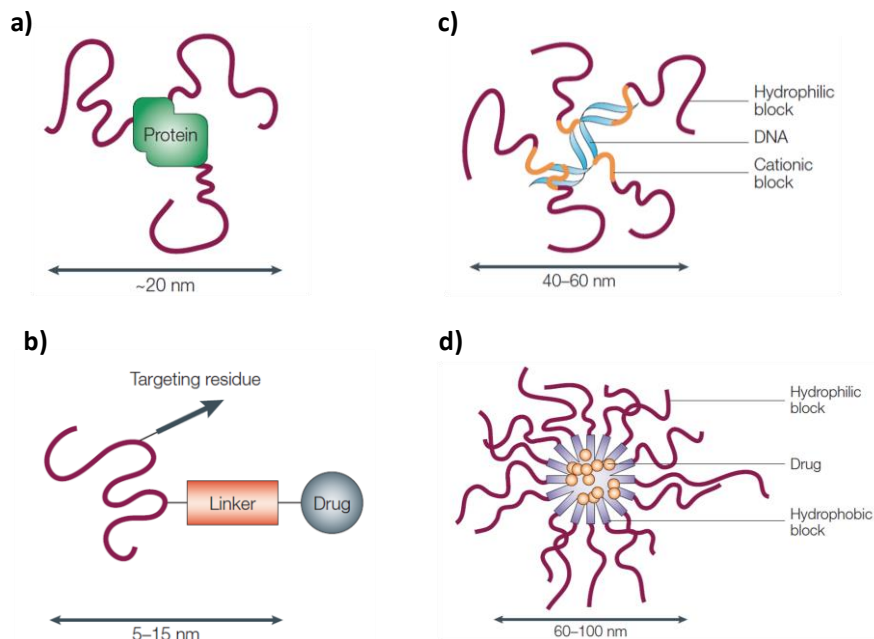 a)
Protein
~20 nm
c)
Hydrophilic
block
DNA
Cationic
block
40–60 nm
b)
Targeting residue
Linker
Drug
5–15 nm
d)
Hydrophilic
block
Drug
Hydrophobic
block
60–100 nm